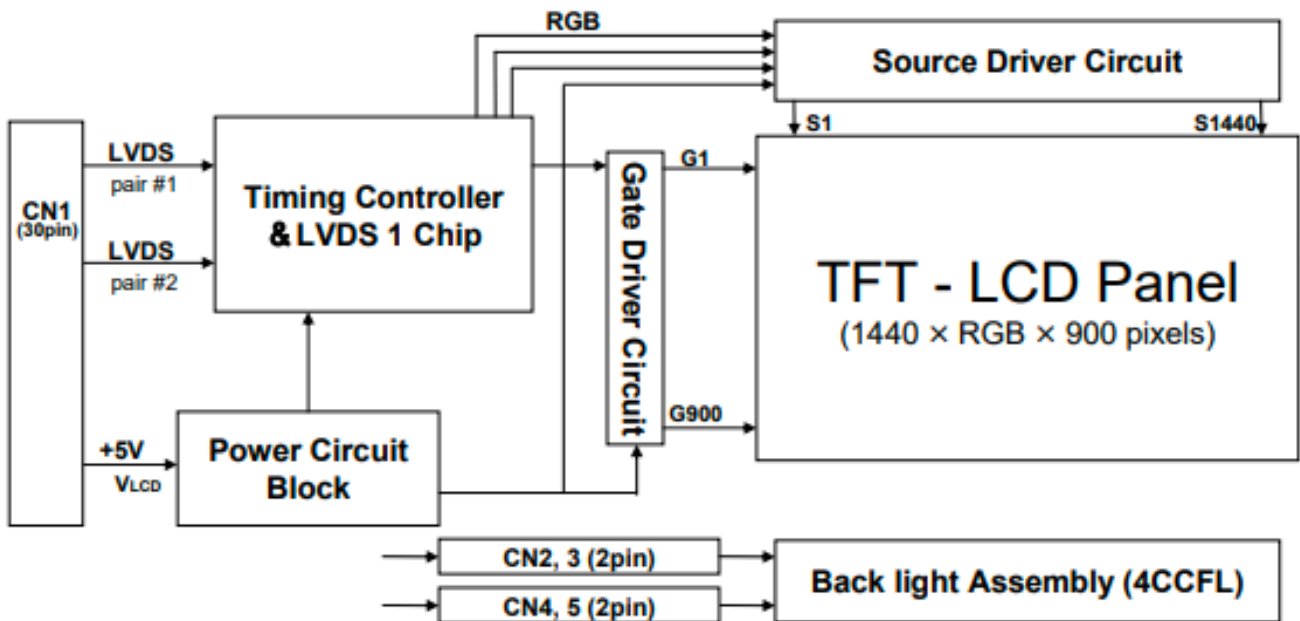 RGB
Source Driver Circuit
S1
S1440
CN1
(30pin)
LVDS
pair #1
LVDS
pair #2
Timing Controller
& LVDS 1 Chip
Gate Driver Circuit
G1
G900
TFT - LCD Panel
(1440 × RGB × 900 pixels)
+5V
VLCD
Power Circuit
Block
CN2, 3 (2pin)
CN4, 5 (2pin)
Back light Assembly (4CCFL)